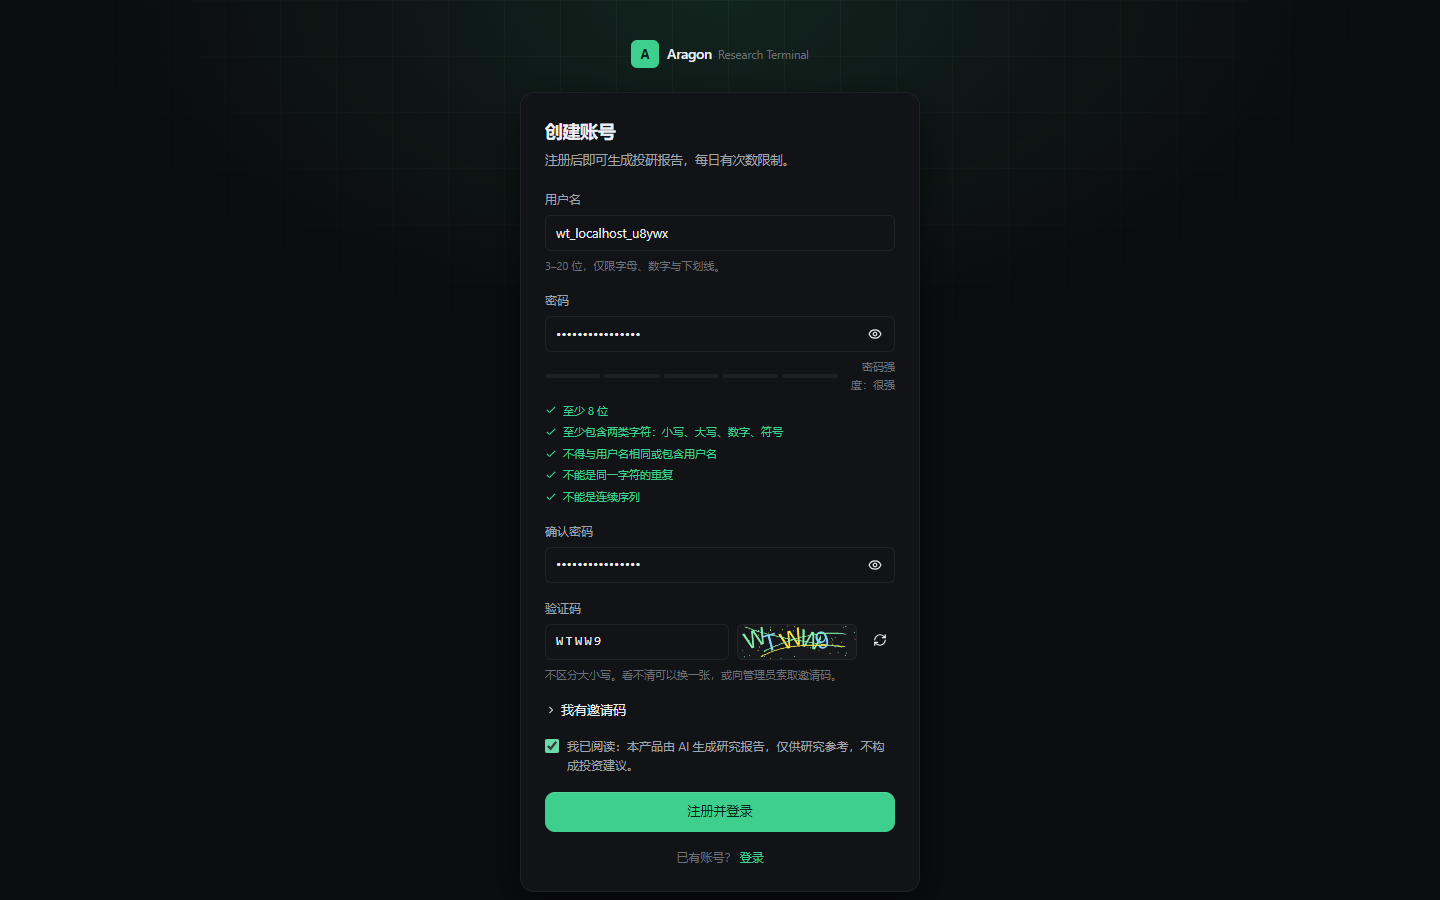 A Aragon Research Terminal
创建账号
注册后即可生成投研报告，每日有次数限制。
用户名
wt_localhost_u8ywx
3–20 位，仅限字母、数字与下划线。
密码
••••••••••••••••
密码强
度：很强
至少 8 位
至少包含两类字符：小写、大写、数字、符号
不得与用户名相同或包含用户名
不能是同一字符的重复
不能是连续序列
确认密码
••••••••••••••••
验证码
WTWW9 WTWW9
不区分大小写。看不清可以换一张，或向管理员索取邀请码。
我有邀请码
我已阅读：本产品由 AI 生成研究报告，仅供研究参考，不构
成投资建议。
注册并登录
已有账号？ 登录